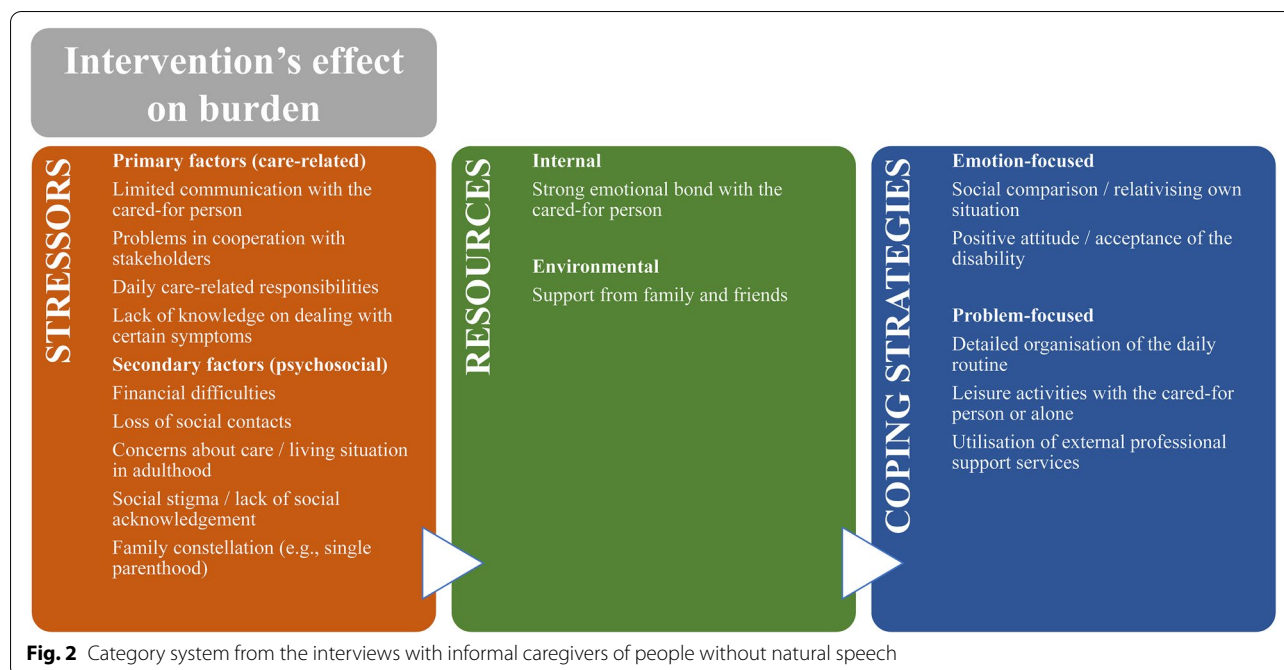 Intervention's effect
on burden
STRESSORS
Primary factors (care-related)
Limited communication with the
cared-for person
Problems in cooperation with
stakeholders
Daily care-related responsibilities
Lack of knowledge on dealing with
certain symptoms
Secondary factors (psychosocial)
Financial difficulties
Loss of social contacts
Concerns about care / living situation
in adulthood
Social stigma / lack of social
acknowledgement
Family constellation (e.g., single
parenthood)
RESOURCES
Internal
Strong emotional bond with the
cared-for person
Environmental
Support from family and friends
COPING STRATEGIES
Emotion-focused
Social comparison / relativising own
situation
Positive attitude / acceptance of the
disability
Problem-focused
Detailed organisation of the daily
routine
Leisure activities with the cared-for
person or alone
Utilisation of external professional
support services
Fig. 2 Category system from the interviews with informal caregivers of people without natural speech